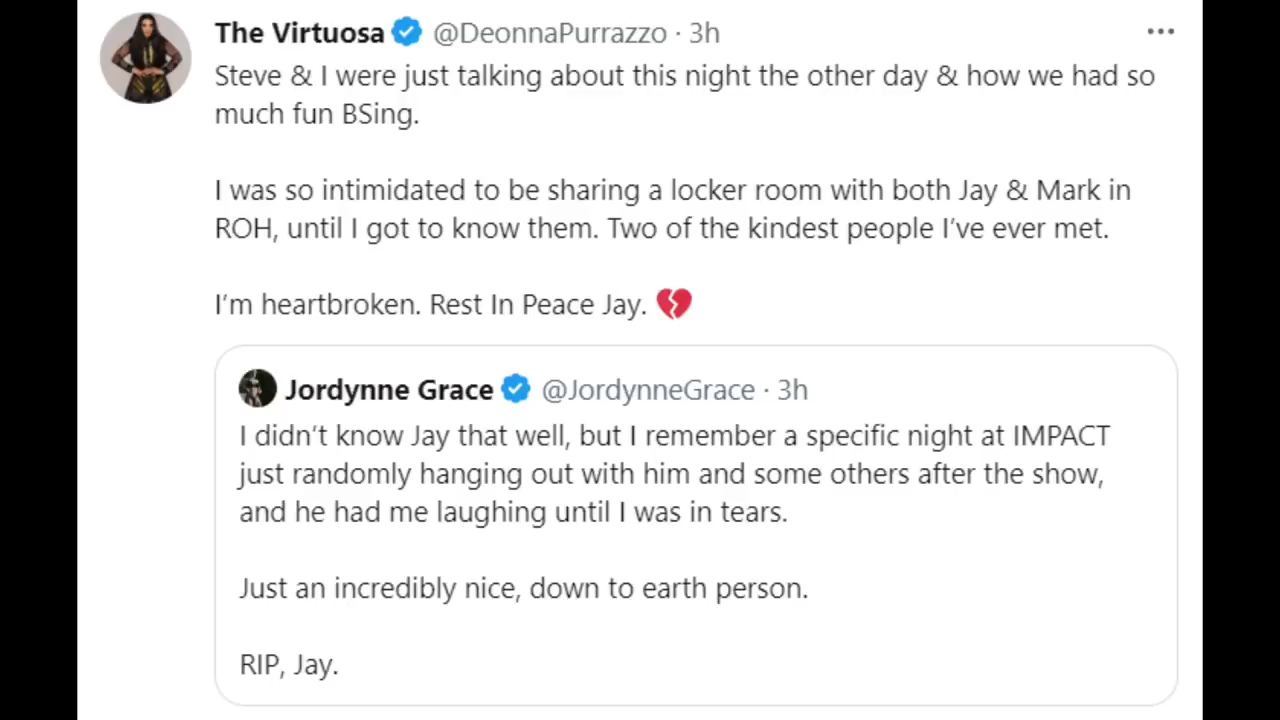 The Virtuosa @DeonnaPurrazzo · 3h
Steve & I were just talking about this night the other day & how we had so
much fun BSing.
I was so intimidated to be sharing a locker room with both Jay & Mark in
ROH, until I got to know them. Two of the kindest people I've ever met.
I'm heartbroken. Rest In Peace Jay. 💔
Jordynne Grace @JordynneGrace · 3h
I didn't know Jay that well, but I remember a specific night at IMPACT
just randomly hanging out with him and some others after the show,
and he had me laughing until I was in tears.
Just an incredibly nice, down to earth person.
RIP, Jay.